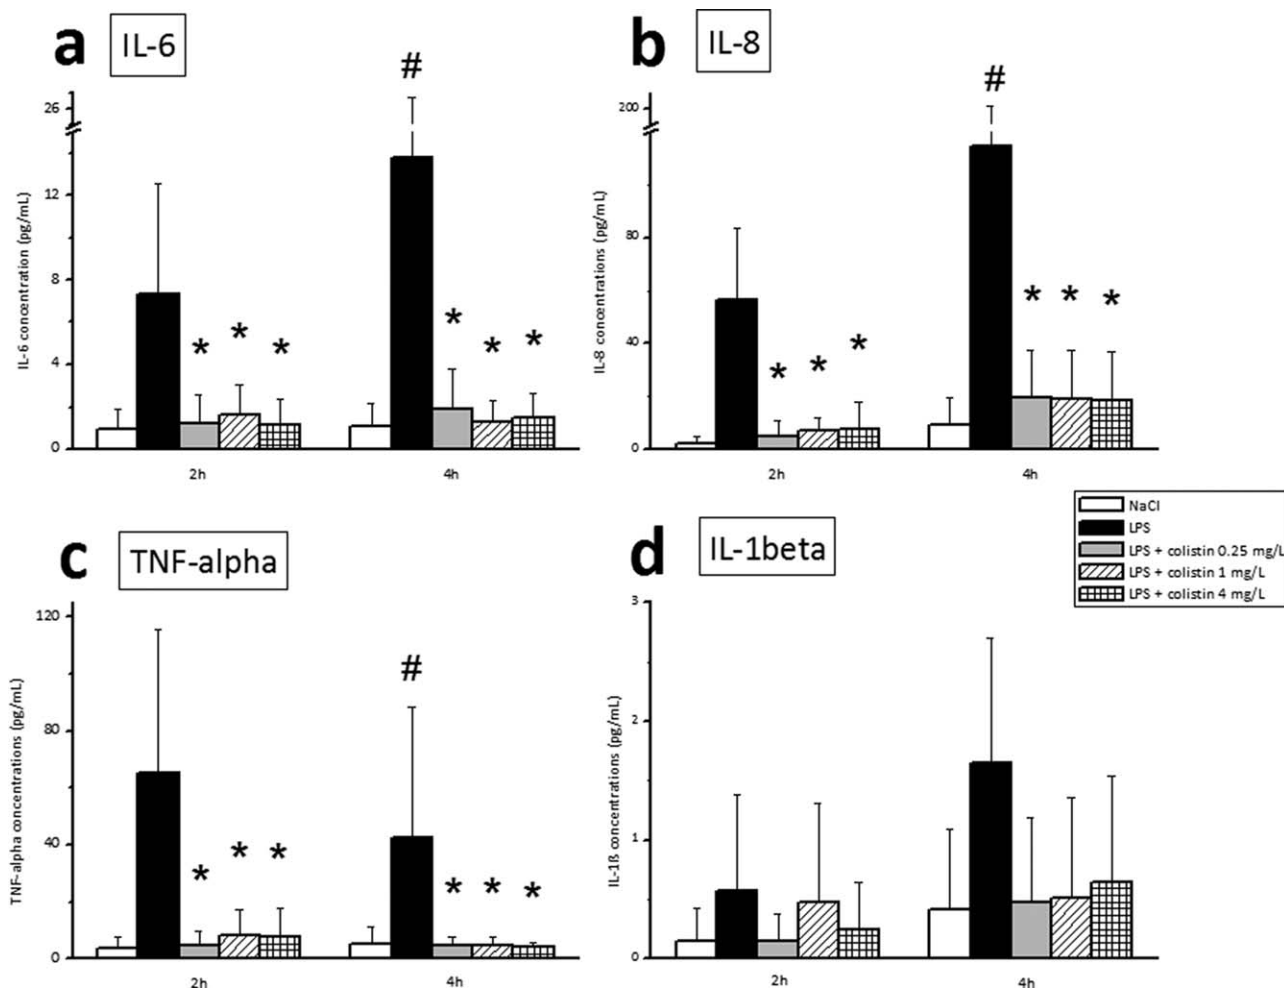 a
IL-6
#
26
12
8
4
0
IL-6 concentration (pg/mL)
* * *
* * *
2h
4h
b
IL-8
#
200
80
40
0
IL-8 concentrations (pg/mL)
* * *
* * *
2h
4h
NaCl
LPS
LPS + colistin 0.25 mg/L
LPS + colistin 1 mg/L
LPS + colistin 4 mg/L
c
TNF-alpha
#
120
80
40
0
TNF-alpha concentrations (pg/mL)
* * *
* * *
2h
4h
d
IL-1beta
3
2
1
0
IL-1ß concentrations (pg/mL)
2h
4h